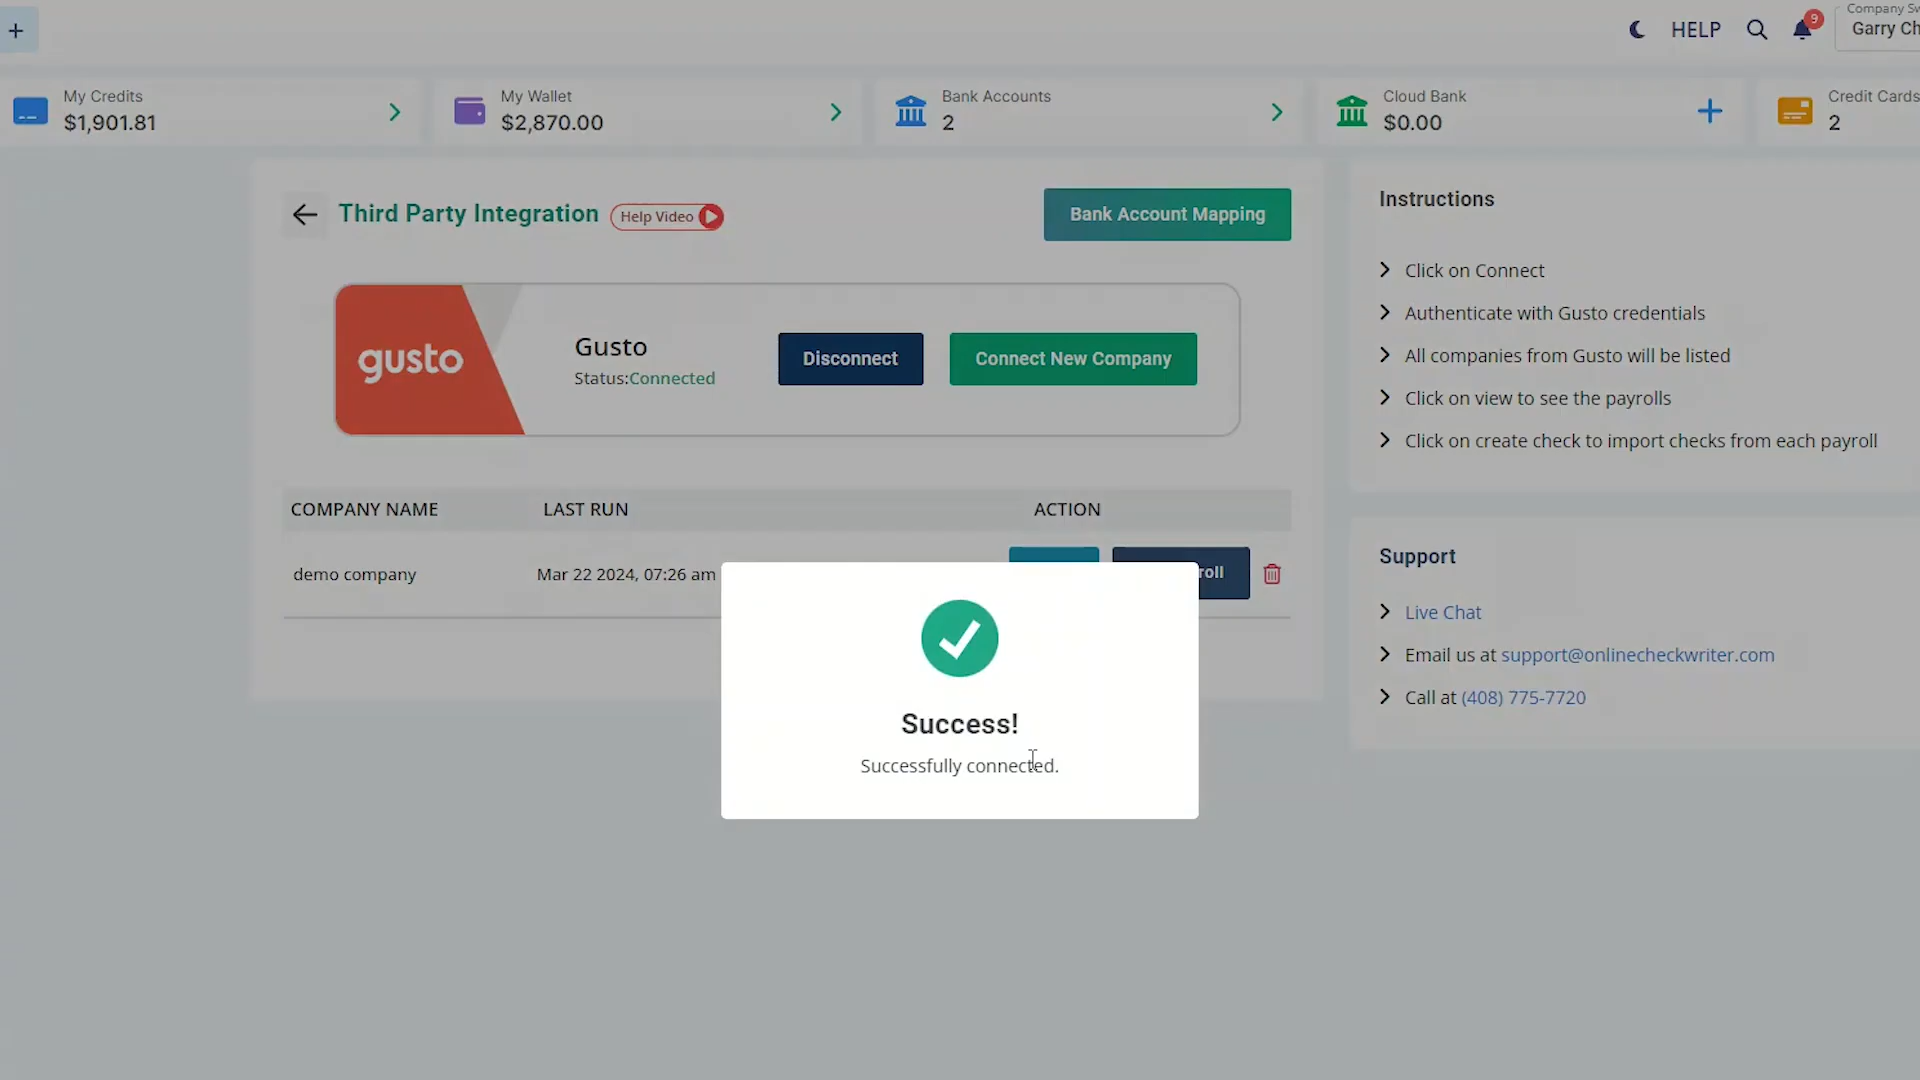 +
HELP
9
Company Sw
Garry Ch
My Credits
$1,901.81
My Wallet
$2,870.00
Bank Accounts
2
Cloud Bank
$0.00
Credit Cards
2
Third Party Integration
Help Video
Bank Account Mapping
gusto
Gusto
Status:Connected
Disconnect
Connect New Company
COMPANY NAME LAST RUN ACTION
demo company Mar 22 2024, 07:26 am roll
Success!
Successfully connected.
Instructions
Click on Connect
Authenticate with Gusto credentials
All companies from Gusto will be listed
Click on view to see the payrolls
Click on create check to import checks from each payroll
Support
Live Chat
Email us at support@onlinecheckwriter.com
Call at (408) 775-7720